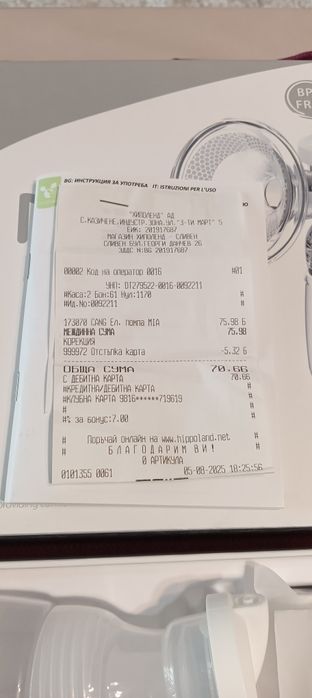 BP
FR
BG: ИНСТРУКЦИЯ ЗА УПОТРЕБА IT: ISTRUZIONI PER L'USO
"ХИПОЛЕНД" АД
С.КАЗИЧЕНЕ,ИНДУСТР.ЗОНА,УЛ."3-ТИ МАРТ" 5
ЕИК: 201917687
МАГАЗИН ХИПОЛЕНД - СЛИВЕН
СЛИВЕН БУЛ.ГЕОРГИ ДАНЧЕВ 26
ЗДДС N:BG 201917687
00002 Код на оператор 0016 #01
УНП: DT279522-0016-0092211
#Каса:2 Бон:61 Нул:1170 #
#Ид.No:0092211 #
173070 CANG Ел. помпа MIA 75.98 Б
МЕЖДИННА СУМА 75.98
КОРЕКЦИЯ
999972 Отстъпка карта -5.32 Б
ОБЩА СУМА 70.66
С ДЕБИТНА КАРТА 70.66
#КРЕДИТНА/ДЕБИТНА КАРТА #
#КЛУБНА КАРТА 9816******719619 #
# #
#% за бонус:7.00 #
# Поръчай онлайн на www.hippoland.net #
# БЛАГОДАРИМ ВИ! #
0 АРТИКУЛА
0101355 0061 05-08-2025 18:25:56
providing